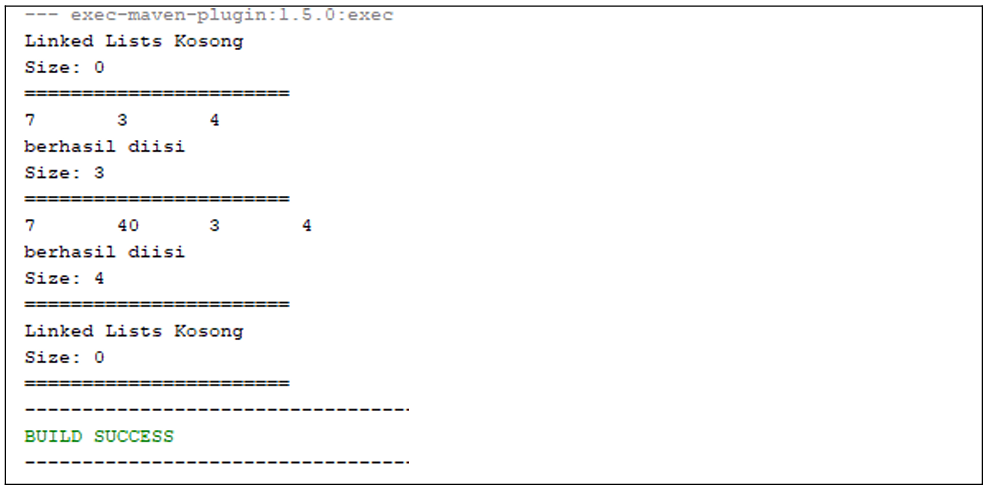 --- exec-maven-plugin:1.5.0:exec
Linked Lists Kosong
Size: 0
=======================
7 3 4
berhasil diisi
Size: 3
=======================
7 40 3 4
berhasil diisi
Size: 4
=======================
Linked Lists Kosong
Size: 0
=======================
----------------------------------
BUILD SUCCESS
----------------------------------